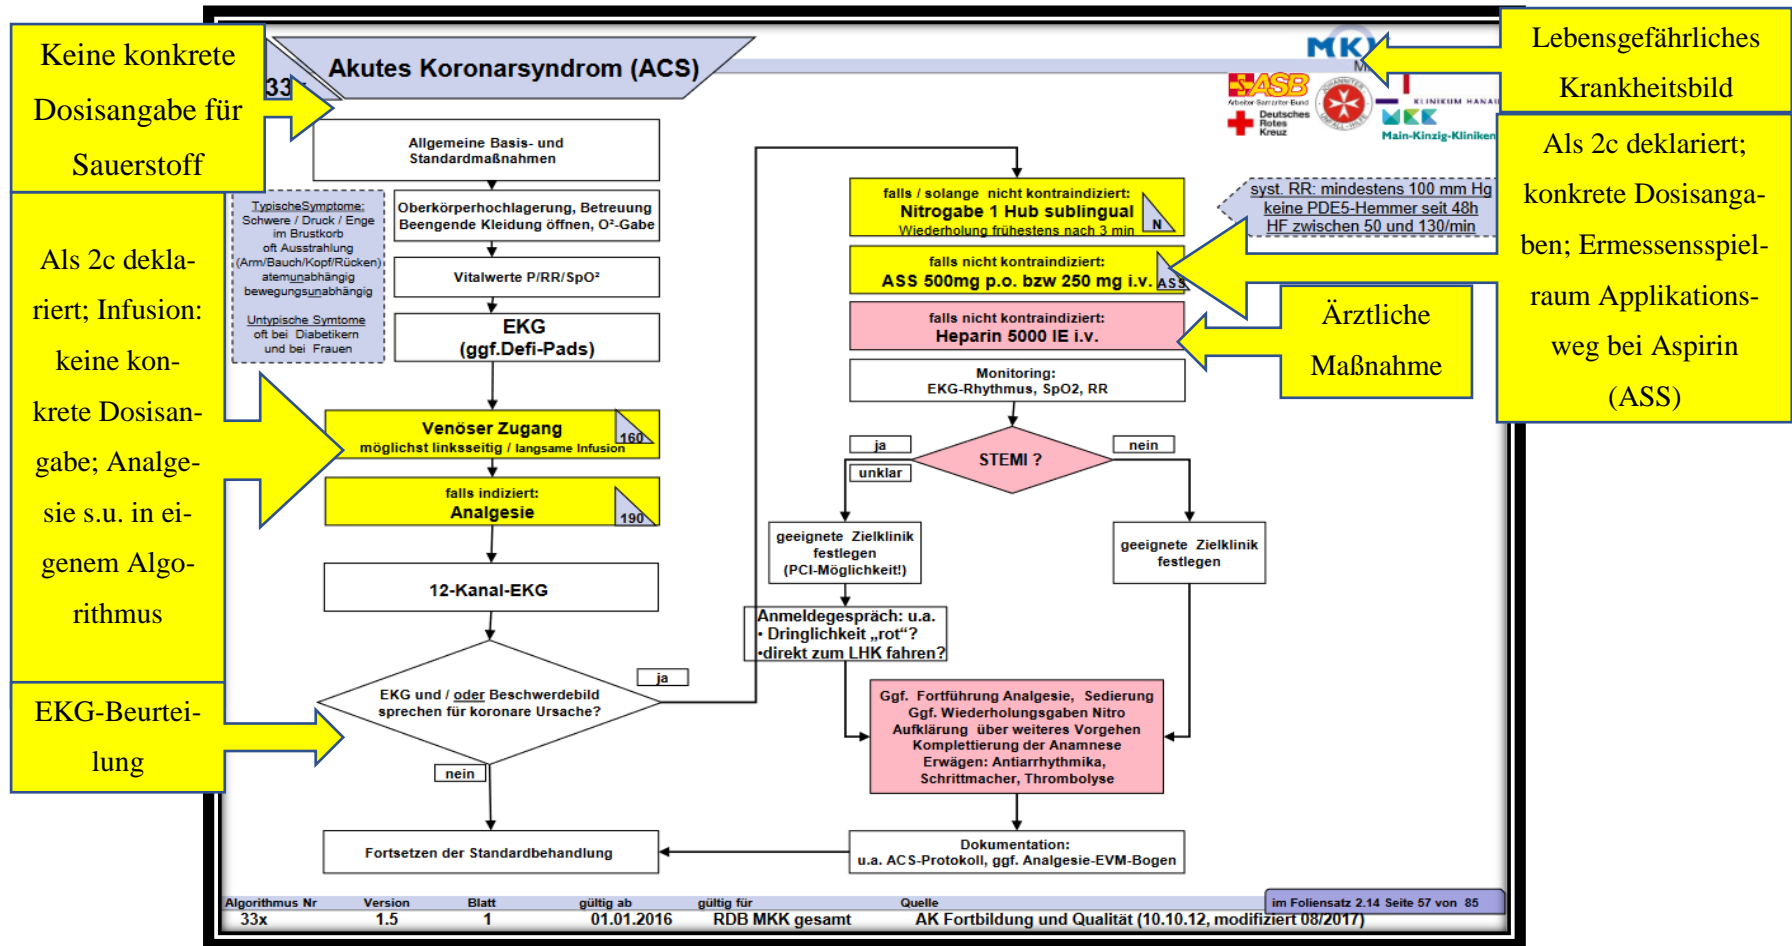 Keine konkrete
Dosisangabe für
Sauerstoff
Als 2c dekla-
riert; Infusion:
keine kon-
krete Dosisan-
gabe; Analge-
sie s.u. in ei-
genem Algo-
rithmus
EKG-Beurtei-
lung
Akutes Koronarsyndrom (ACS)
Allgemeine Basis- und
Standardmaßnahmen
TypischeSymptome:
Schwere / Druck / Enge
im Brustkorb
oft Ausstrahlung
(Arm/Bauch/Kopf/Rücken)
atemunabhängig
bewegungsunabhängig
Untypische Symtome
oft bei Diabetikern
und bei Frauen
Oberkörperhochlagerung, Betreuung
Beengende Kleidung öffnen, O²-Gabe
Vitalwerte P/RR/SpO²
EKG
(ggf.Defi-Pads)
Venöser Zugang
möglichst linksseitig / langsame Infusion
160
falls indiziert:
Analgesie
190
12-Kanal-EKG
EKG und / oder Beschwerdebild
sprechen für koronare Ursache?
ja
nein
Fortsetzen der Standardbehandlung
falls / solange nicht kontraindiziert:
Nitrogabe 1 Hub sublingual
Wiederholung frühestens nach 3 min
N
syst. RR: mindestens 100 mm Hg
keine PDE5-Hemmer seit 48h
HF zwischen 50 und 130/min
falls nicht kontraindiziert:
ASS 500mg p.o. bzw 250 mg i.v.
ASS
falls nicht kontraindiziert:
Heparin 5000 IE i.v.
Monitoring:
EKG-Rhythmus, SpO2, RR
STEMI ?
ja
unklar
nein
geeignete Zielklinik
festlegen
(PCI-Möglichkeit!)
geeignete Zielklinik
festlegen
Anmeldegespräch: u.a.
• Dringlichkeit „rot“?
•direkt zum LHK fahren?
Ggf. Fortführung Analgesie, Sedierung
Ggf. Wiederholungsgaben Nitro
Aufklärung über weiteres Vorgehen
Komplettierung der Anamnese
Erwägen: Antiarrhythmika,
Schrittmacher, Thrombolyse
Dokumentation:
u.a. ACS-Protokoll, ggf. Analgesie-EVM-Bogen
ASB
Arbeiter-Samariter-Bund
Deutsches
Rotes
Kreuz
JOHANNITER
UNFALL-HILFE
KLINIKUM HANAU
MKK
Main-Kinzig-Kliniken
Lebensgefährliches
Krankheitsbild
Als 2c deklariert;
konkrete Dosisanga-
ben; Ermessensspiel-
raum Applikations-
weg bei Aspirin
(ASS)
Ärztliche
Maßnahme
im Foliensatz 2.14 Seite 57 von 85
Algorithmus Nr Version Blatt gültig ab gültig für Quelle
33x 1.5 1 01.01.2016 RDB MKK gesamt AK Fortbildung und Qualität (10.10.12, modifiziert 08/2017)